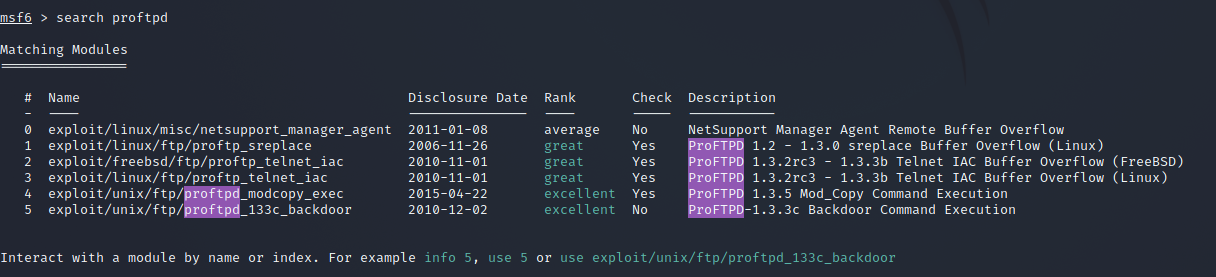 msf6 > search proftpd
Matching Modules
================
# Name Disclosure Date Rank Check Description
- ---- --------------- ---- ----- -----------
0 exploit/linux/misc/netsupport_manager_agent 2011-01-08 average No NetSupport Manager Agent Remote Buffer Overflow
1 exploit/linux/ftp/proftp_sreplace 2006-11-26 great Yes ProFTPD 1.2 - 1.3.0 sreplace Buffer Overflow (Linux)
2 exploit/freebsd/ftp/proftp_telnet_iac 2010-11-01 great Yes ProFTPD 1.3.2rc3 - 1.3.3b Telnet IAC Buffer Overflow (FreeBSD)
3 exploit/linux/ftp/proftp_telnet_iac 2010-11-01 great Yes ProFTPD 1.3.2rc3 - 1.3.3b Telnet IAC Buffer Overflow (Linux)
4 exploit/unix/ftp/proftpd_modcopy_exec 2015-04-22 excellent Yes ProFTPD 1.3.5 Mod_Copy Command Execution
5 exploit/unix/ftp/proftpd_133c_backdoor 2010-12-02 excellent No ProFTPD-1.3.3c Backdoor Command Execution
Interact with a module by name or index. For example info 5, use 5 or use exploit/unix/ftp/proftpd_133c_backdoor